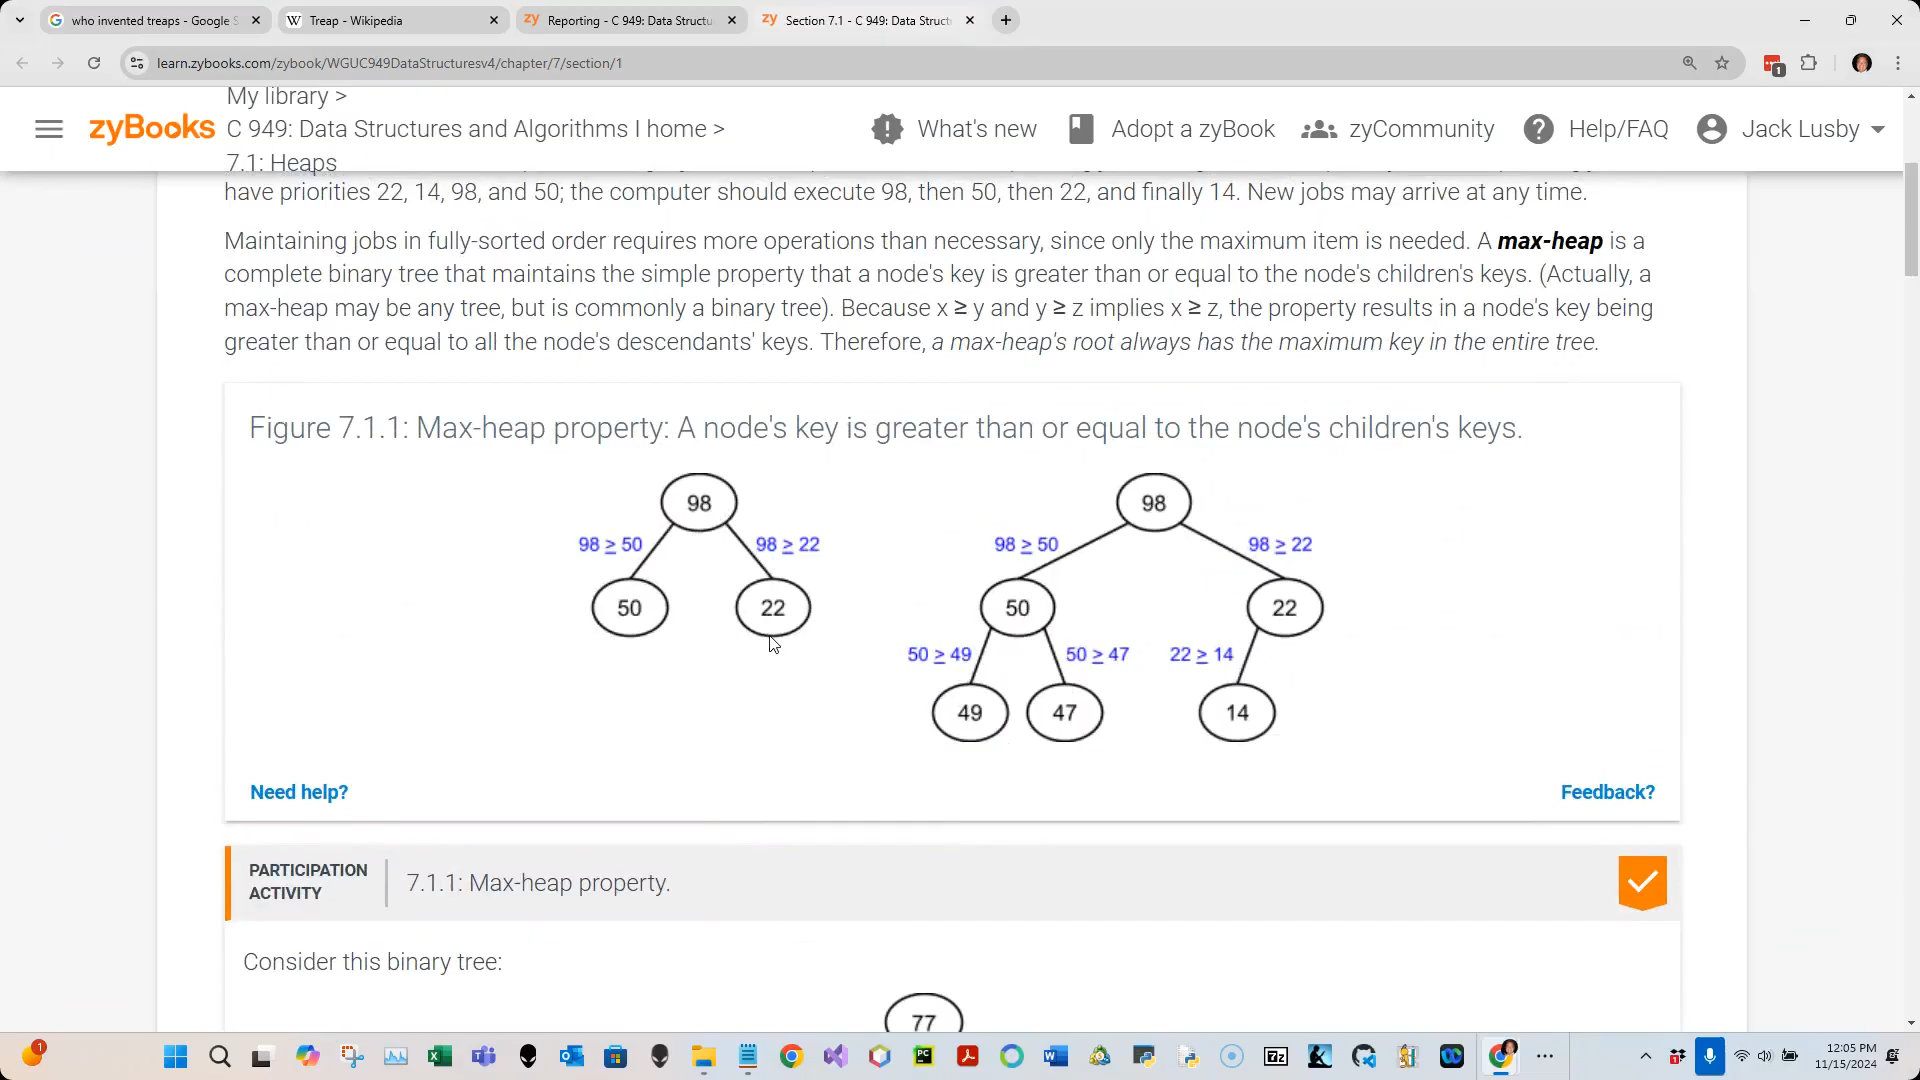 who invented treaps - Google S
Treap - Wikipedia
Reporting - C 949: Data Structu
Section 7.1 - C 949: Data Struct
learn.zybooks.com/zybook/WGUC949DataStructuresv4/chapter/7/section/1
1
My library >
zyBooks
C 949: Data Structures and Algorithms I home >
7.1: Heaps
What's new
Adopt a zyBook
zyCommunity
Help/FAQ
Jack Lusby
have priorities 22, 14, 98, and 50; the computer should execute 98, then 50, then 22, and finally 14. New jobs may arrive at any time.
Maintaining jobs in fully-sorted order requires more operations than necessary, since only the maximum item is needed. A max-heap is a
complete binary tree that maintains the simple property that a node's key is greater than or equal to the node's children's keys. (Actually, a
max-heap may be any tree, but is commonly a binary tree). Because x ≥ y and y ≥ z implies x ≥ z, the property results in a node's key being
greater than or equal to all the node's descendants' keys. Therefore, a max-heap's root always has the maximum key in the entire tree.
Figure 7.1.1: Max-heap property: A node's key is greater than or equal to the node's children's keys.
98
98 ≥ 50
98 ≥ 22
50
22
98
98 ≥ 50
98 ≥ 22
50
22
50 ≥ 49
50 ≥ 47
22 ≥ 14
49
47
14
Need help?
Feedback?
PARTICIPATION
ACTIVITY
7.1.1: Max-heap property.
Consider this binary tree:
77
1
PC
7z
1
12:05 PM
11/15/2024